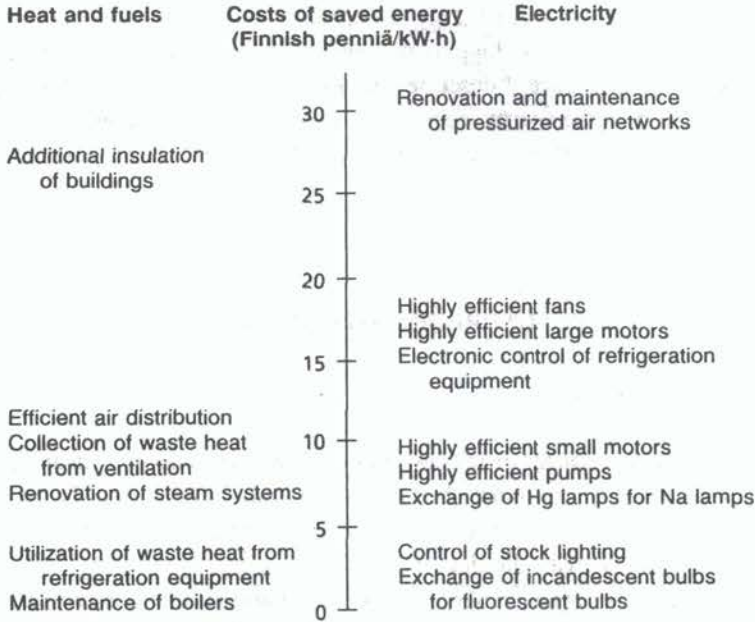 Heat and fuels
Costs of saved energy
(Finnish penniä/kW·h)
Electricity
30
25
20
15
10
5
0
Additional insulation
of buildings
Efficient air distribution
Collection of waste heat
from ventilation
Renovation of steam systems
Utilization of waste heat from
refrigeration equipment
Maintenance of boilers
Renovation and maintenance
of pressurized air networks
Highly efficient fans
Highly efficient large motors
Electronic control of refrigeration
equipment
Highly efficient small motors
Highly efficient pumps
Exchange of Hg lamps for Na lamps
Control of stock lighting
Exchange of incandescent bulbs
for fluorescent bulbs